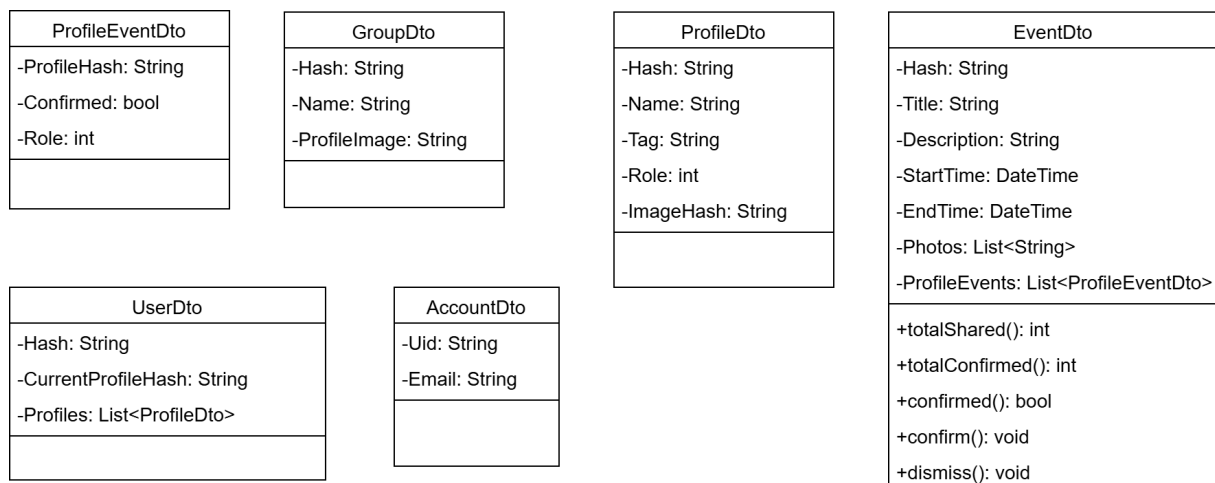 ProfileEventDto
-ProfileHash: String
-Confirmed: bool
-Role: int
GroupDto
-Hash: String
-Name: String
-ProfileImage: String
ProfileDto
-Hash: String
-Name: String
-Tag: String
-Role: int
-ImageHash: String
EventDto
-Hash: String
-Title: String
-Description: String
-StartTime: DateTime
-EndTime: DateTime
-Photos: List<String>
-ProfileEvents: List<ProfileEventDto>
+totalShared(): int
+totalConfirmed(): int
+confirmed(): bool
+confirm(): void
+dismiss(): void
UserDto
-Hash: String
-CurrentProfileHash: String
-Profiles: List<ProfileDto>
AccountDto
-Uid: String
-Email: String